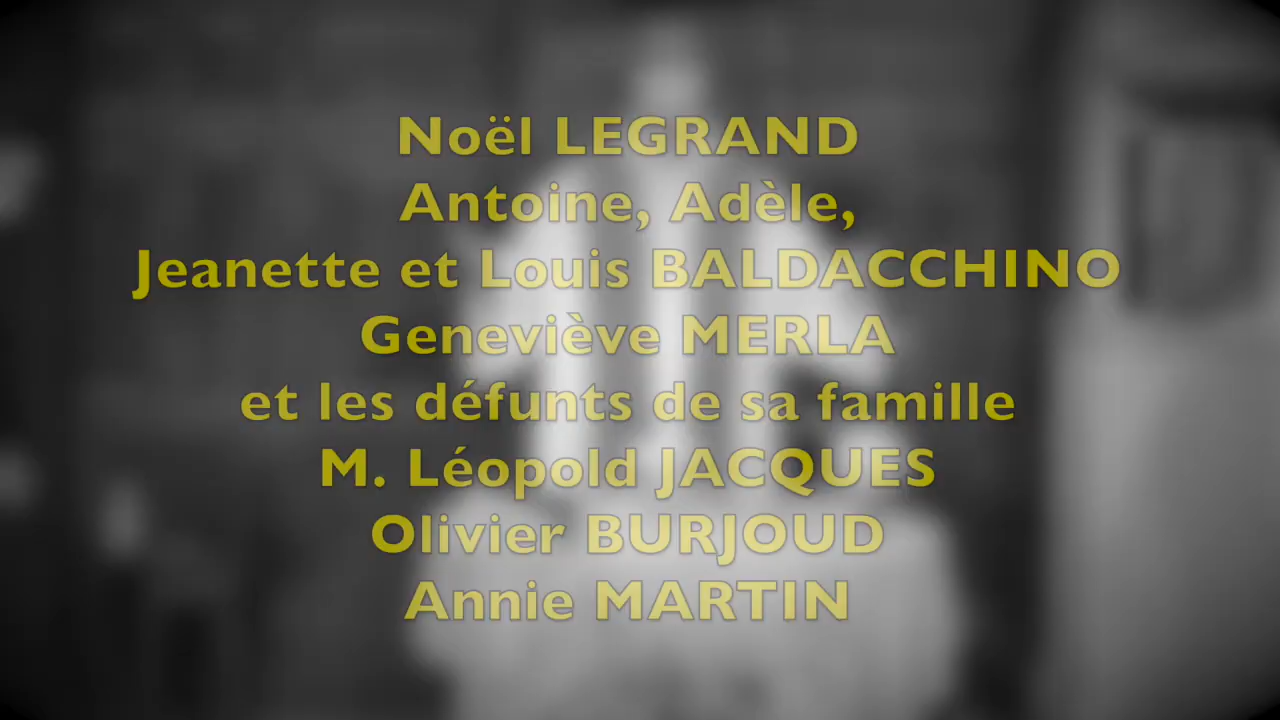 Noël LEGRAND
Antoine, Adèle,
Jeanette et Louis BALDACCHINO
Geneviève MERLA
et les défunts de sa famille
M. Léopold JACQUES
Olivier BURJOUD
Annie MARTIN